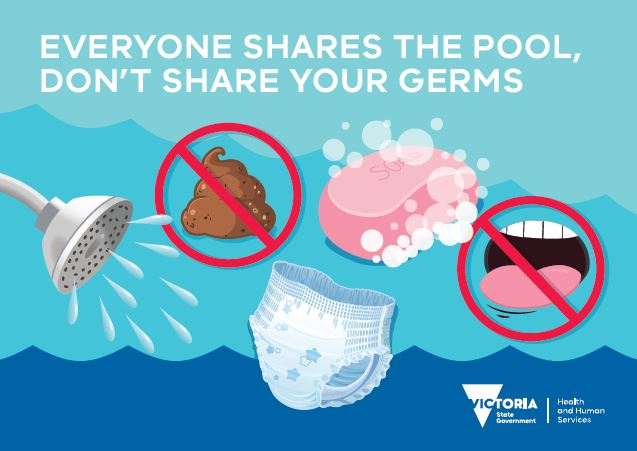 EVERYONE SHARES THE POOL,
DON'T SHARE YOUR GERMS
SOAP
VICTORIA
State
Government
Health
and Human
Services